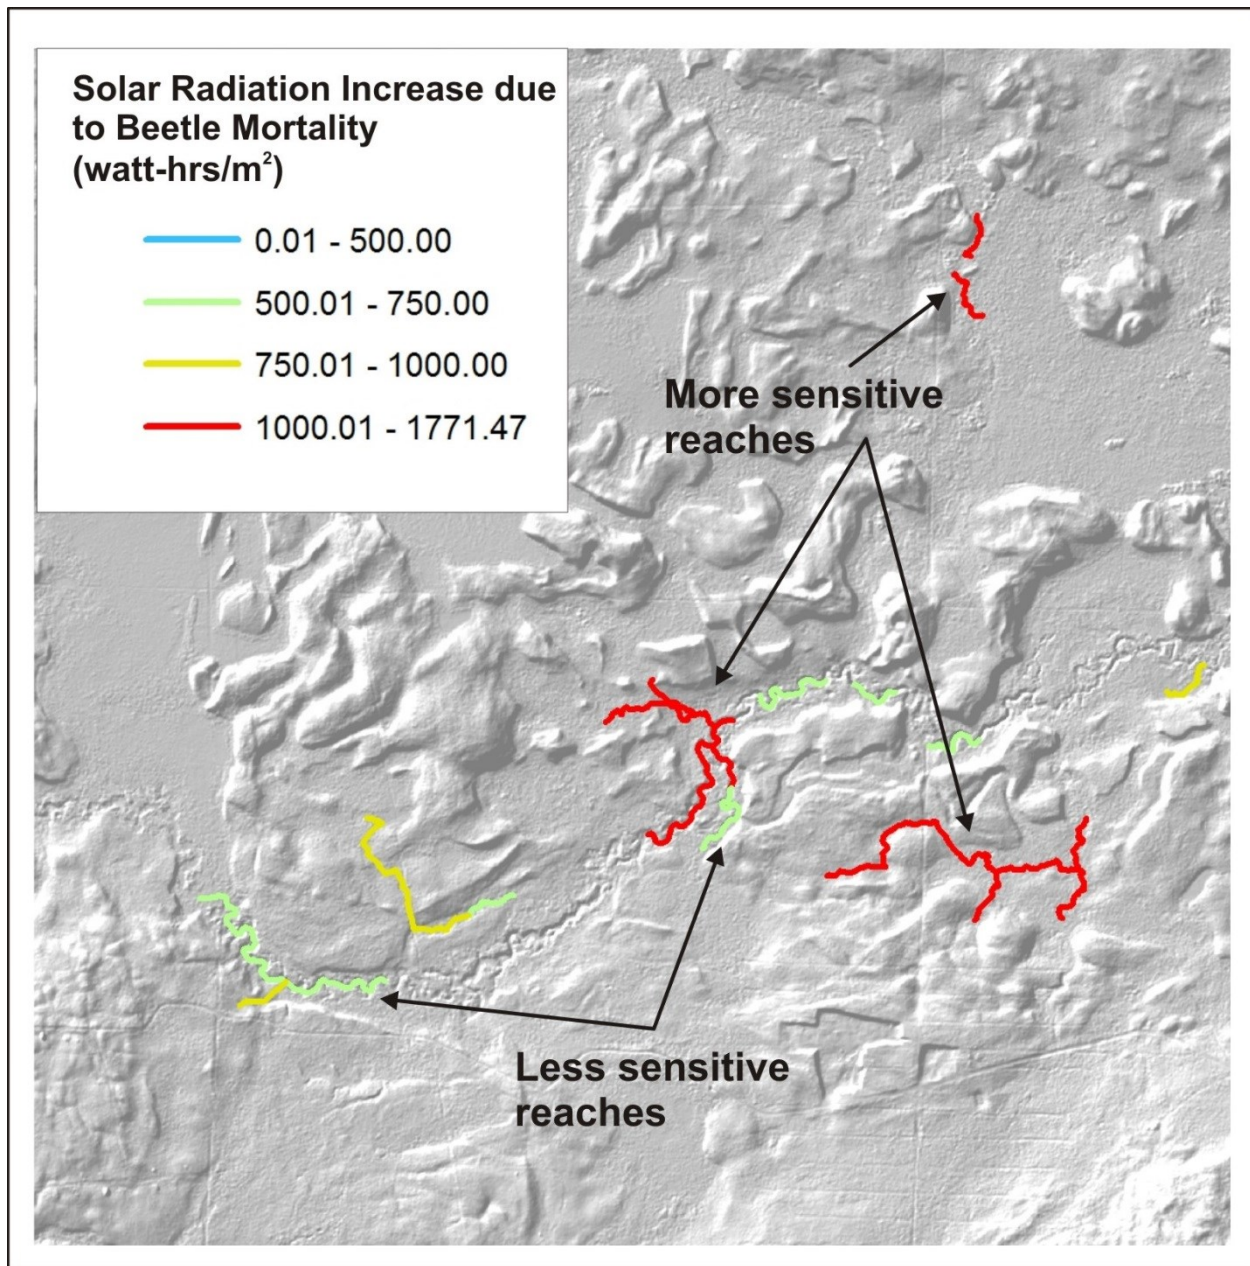 Solar Radiation Increase due
to Beetle Mortality
(watt-hrs/m²)
0.01 - 500.00
500.01 - 750.00
750.01 - 1000.00
1000.01 - 1771.47
More sensitive
reaches
Less sensitive
reaches